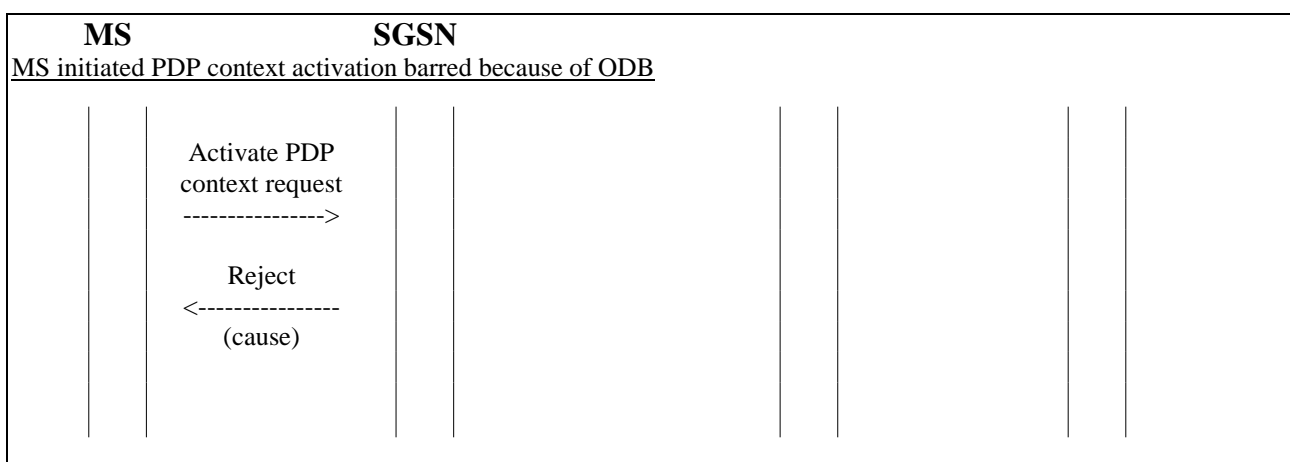 MS SGSN
MS initiated PDP context activation barred because of ODB
Activate PDP
context request
---------------->
Reject
<----------------
(cause)